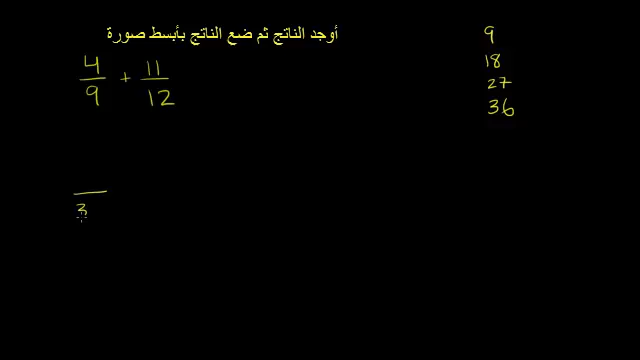 أوجد الناتج ثم ضع الناتج بأبسط صورة
4/9 + 11/12
9
18
27
36
3